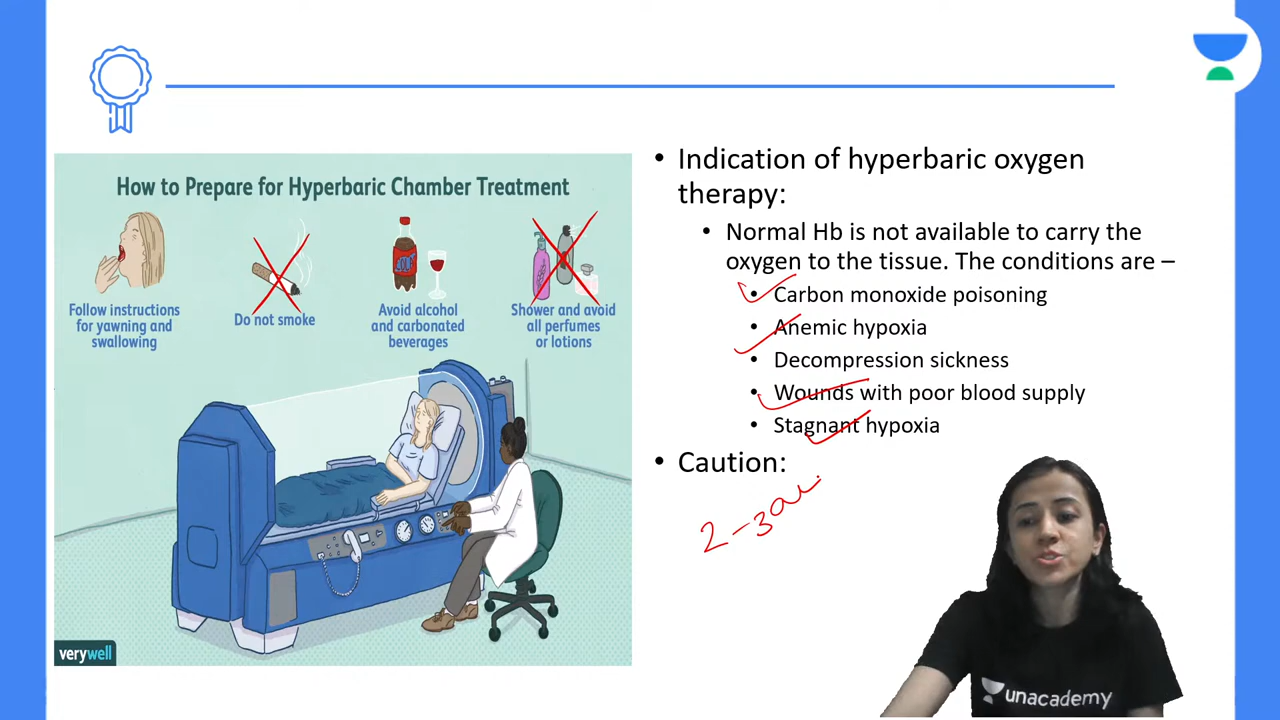 How to Prepare for Hyperbaric Chamber Treatment
Follow instructions
for yawning and
swallowing
Do not smoke
Avoid alcohol
and carbonated
beverages
Shower and avoid
all perfumes
or lotions
verywell
• Indication of hyperbaric oxygen
therapy:
• Normal Hb is not available to carry the
oxygen to the tissue. The conditions are –
• Carbon monoxide poisoning
• Anemic hypoxia
• Decompression sickness
• Wounds with poor blood supply
• Stagnant hypoxia
• Caution:
2-3
unacademy